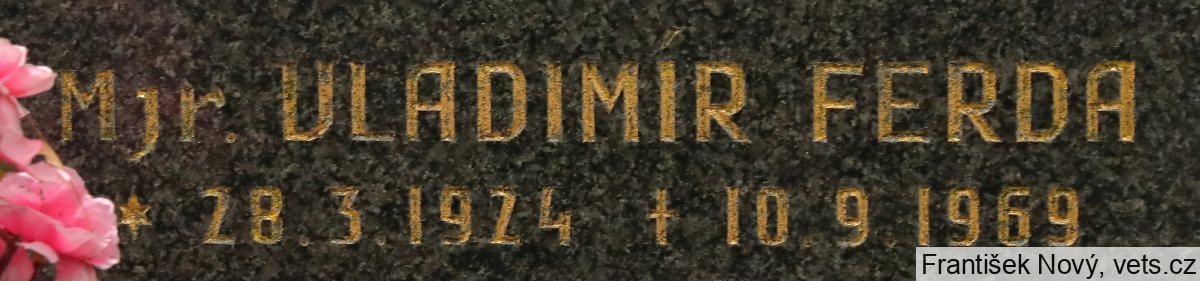 Mjr. VLADIMÍR FERDA
* 28.3 1924 † 10.9.1969
František Nový, vets.cz